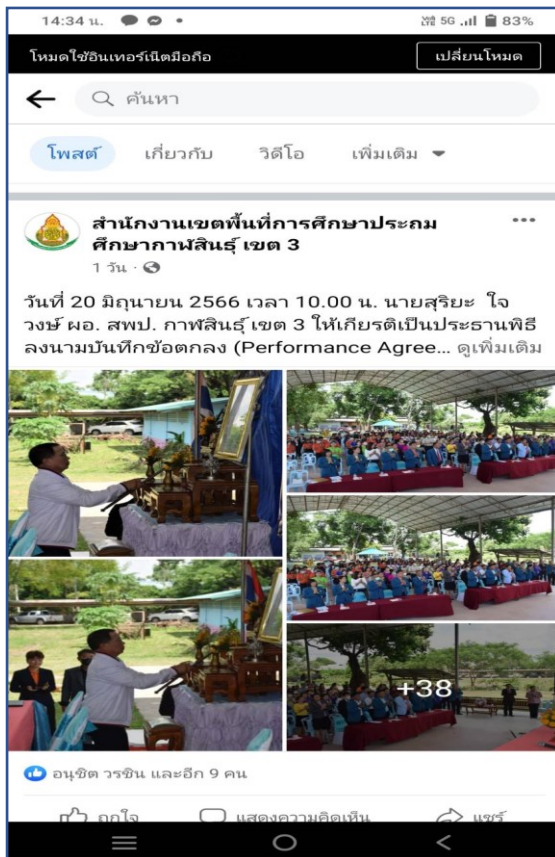 14:34 น.
5G 83%
โหมดใช้อินเทอร์เน็ตมือถือ
เปลี่ยนโหมด
ค้นหา
โพสต์ เกี่ยวกับ วิดีโอ เพิ่มเติม
สำนักงานเขตพื้นที่การศึกษาประถม
ศึกษากาฬสินธุ์ เขต 3
1 วัน ·
วันที่ 20 มิถุนายน 2566 เวลา 10.00 น. นายสุริยะ ใจ
วงษ์ ผอ. สพป. กาฬสินธุ์ เขต 3 ให้เกียรติเป็นประธานพิธี
ลงนามบันทึกข้อตกลง (Performance Agree... ดูเพิ่มเติม
+38
อนุชิต วรชิน และอีก 9 คน
ถูกใจ แสดงความคิดเห็น แชร์